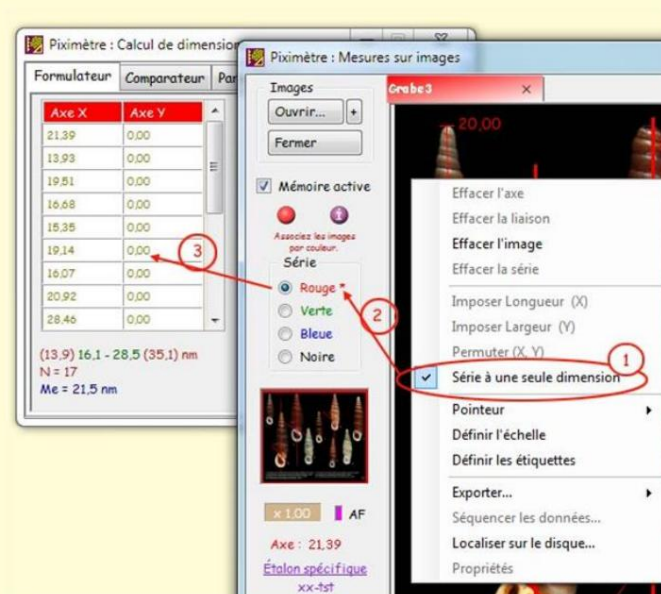 Piximètre : Calcul de dimension
Formulateur Comparateur Par
Axe X Axe Y
21,39 0,00
13,93 0,00
19,51 0,00
16,68 0,00
15,35 0,00
19,14 0,00
16,07 0,00
20,92 0,00
28,46 0,00
(13,9) 16,1 - 28,5 (35,1) nm
N = 17
Me = 21,5 nm
3
Piximètre : Mesures sur images
Images
Ouvrir... +
Fermer
Mémoire active
1
Associez les images
par couleur.
Série
Rouge *
Verte
Bleue
Noire
2
x 1,00 AF
Axe : 21,39
Étalon spécifique
xx-tst
Grabe3 ×
20,00
Effacer l'axe
Effacer la liaison
Effacer l'image
Effacer la série
Imposer Longueur (X)
Imposer Largeur (Y)
Permuter (X, Y)
1
Série à une seule dimension
Pointeur
Définir l'échelle
Définir les étiquettes
Exporter...
Séquencer les données...
Localiser sur le disque...
Propriétés